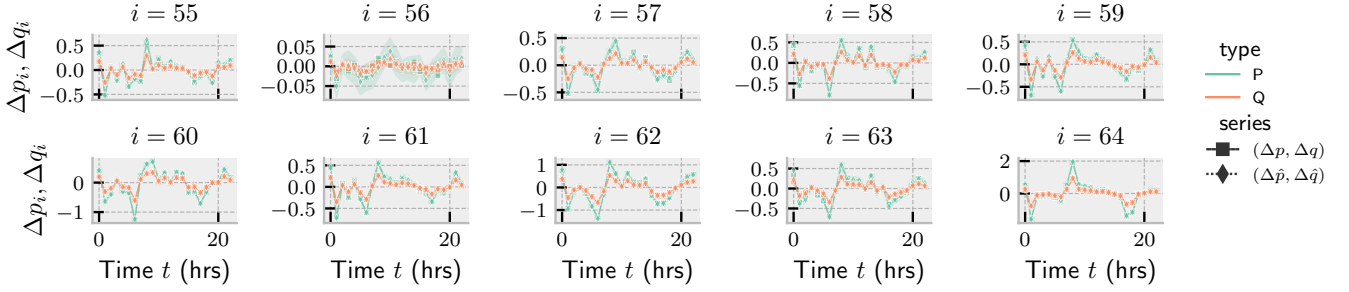 i = 55 i = 56 i = 57 i = 58 i = 59
Δp_i, Δq_i
0.5 0.05 0.5 0.5 0.5
0.0 0.00 0.0 0.0 0.0
−0.5 −0.05 −0.5 −0.5 −0.5
type
P
Q
series
(Δp, Δq)
(Δp̂, Δq̂)
i = 60 i = 61 i = 62 i = 63 i = 64
Δp_i, Δq_i
0 0.5 1 0.5 2
−1 0.0 0 0.0 0
−0.5 −1 −0.5
0 20 0 20 0 20 0 20 0 20
Time t (hrs) Time t (hrs) Time t (hrs) Time t (hrs) Time t (hrs)